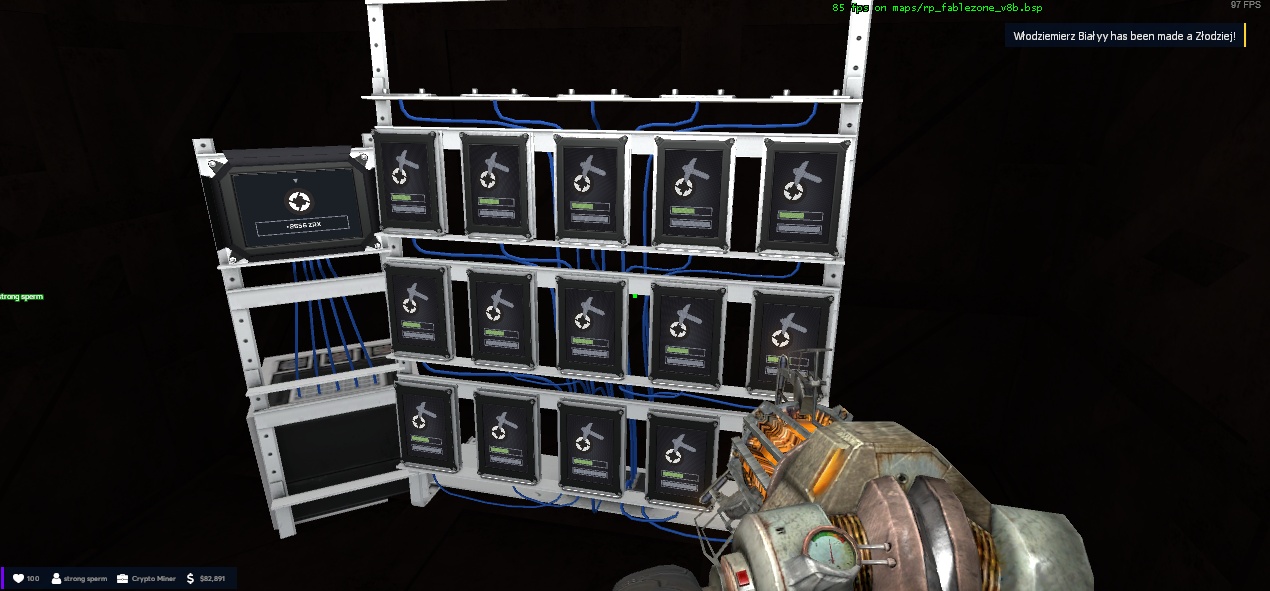 85 fps on maps/rp_fablezone_v8b.bsp
97 FPS
Włodziemierz Białyy has been made a Złodziej!
strong sperm
100
strong sperm
Crypto Miner
$82,891